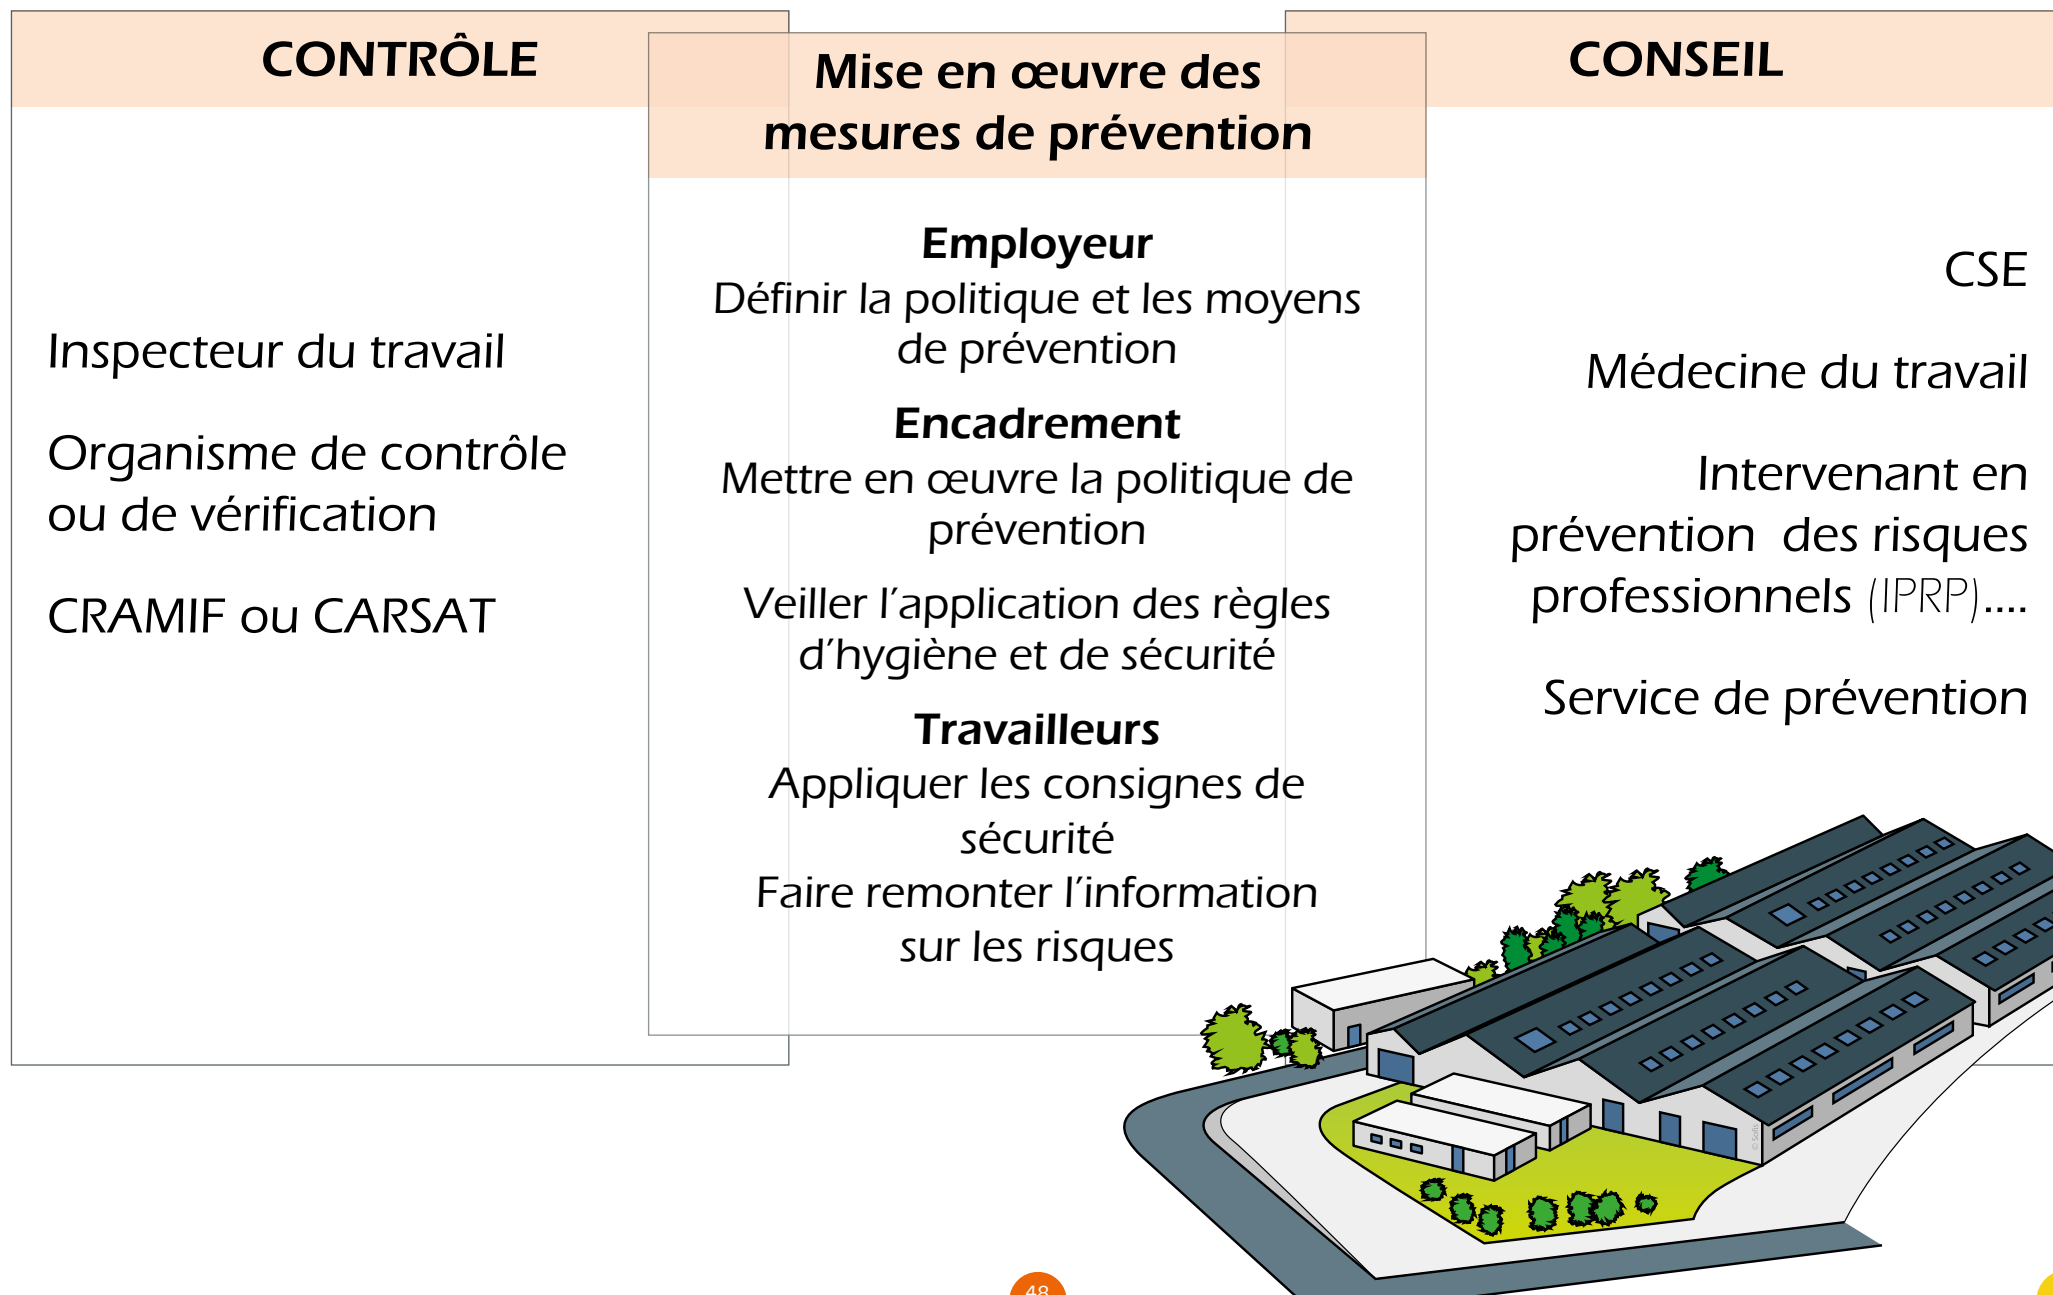 CONTRÔLE
Inspecteur du travail
Organisme de contrôle
ou de vérification
CRAMIF ou CARSAT
Mise en œuvre des
mesures de prévention
Employeur
Définir la politique et les moyens
de prévention
Encadrement
Mettre en œuvre la politique de
prévention
Veiller l’application des règles
d’hygiène et de sécurité
Travailleurs
Appliquer les consignes de
sécurité
Faire remonter l’information
sur les risques
CONSEIL
CSE
Médecine du travail
Intervenant en
prévention  des risques
professionnels (IPRP)....
Service de prévention
© Sofis
48